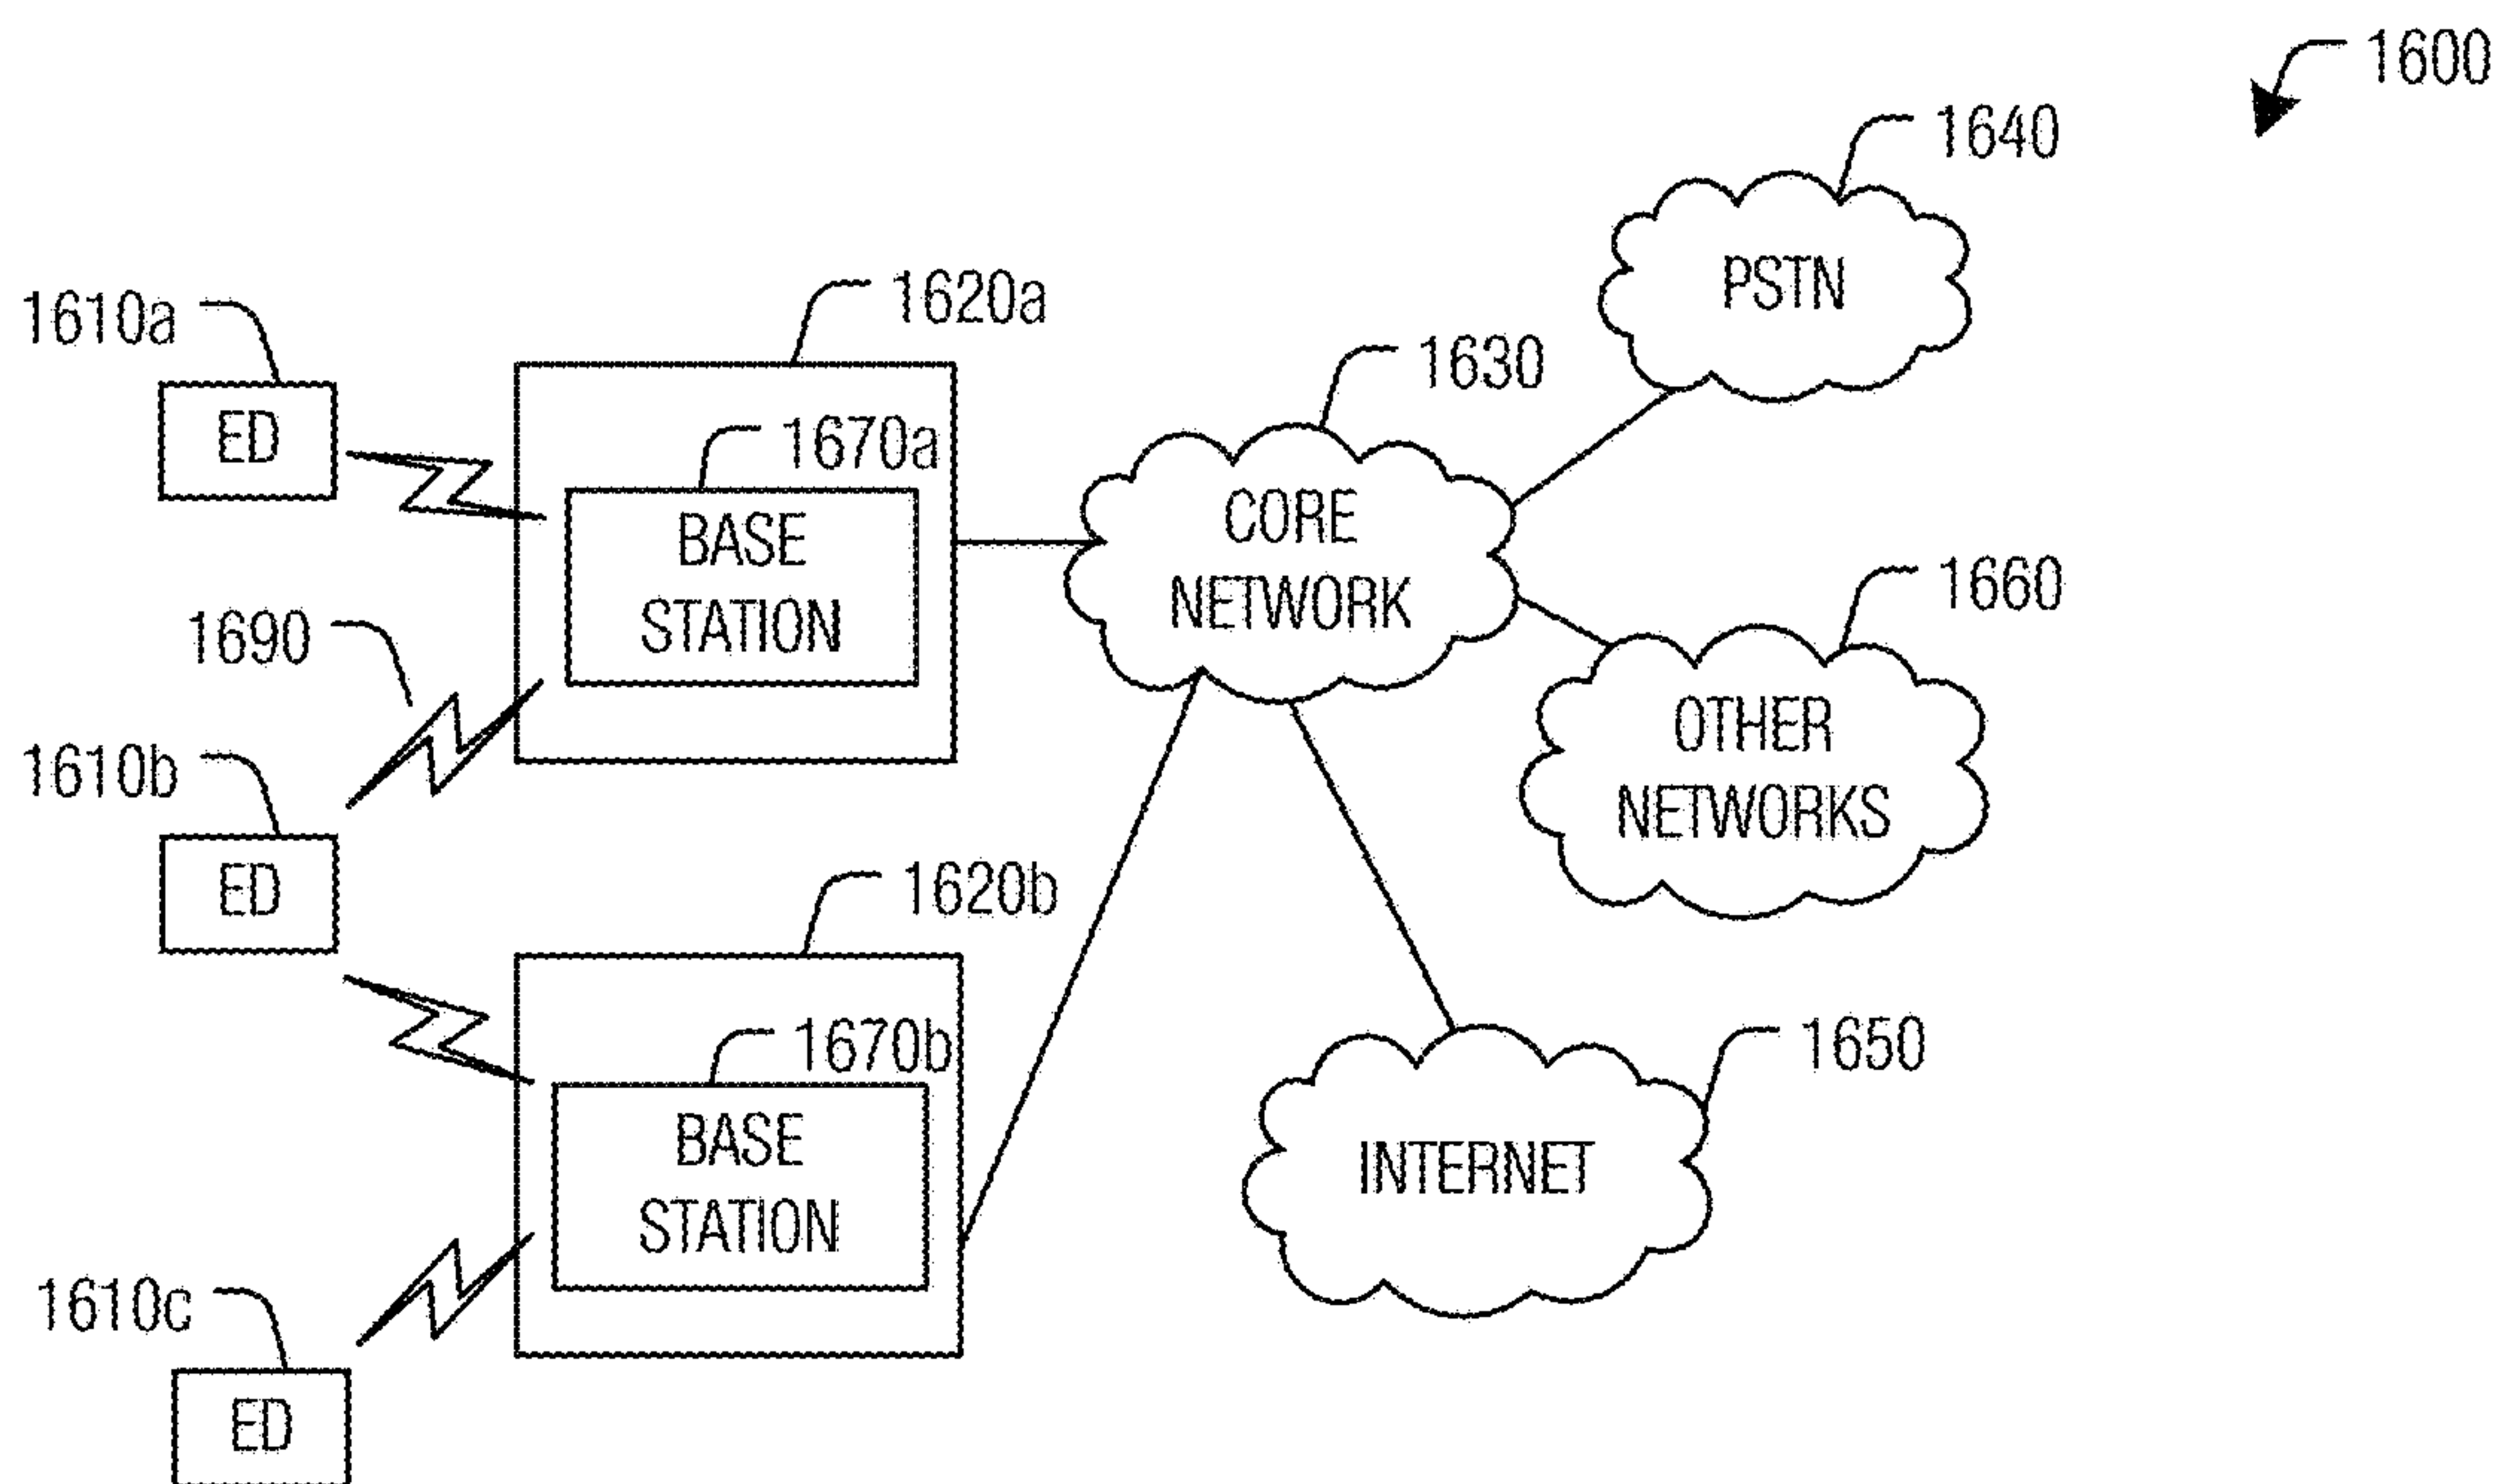 1600
1640
PSTN
1620a
1610a
1630
ED
1670a
CORE
NETWORK
BASE
STATION
1660
1690
OTHER
NETWORKS
1610b
ED
1620b
1670b
1650
BASE
STATION
INTERNET
1610c
ED